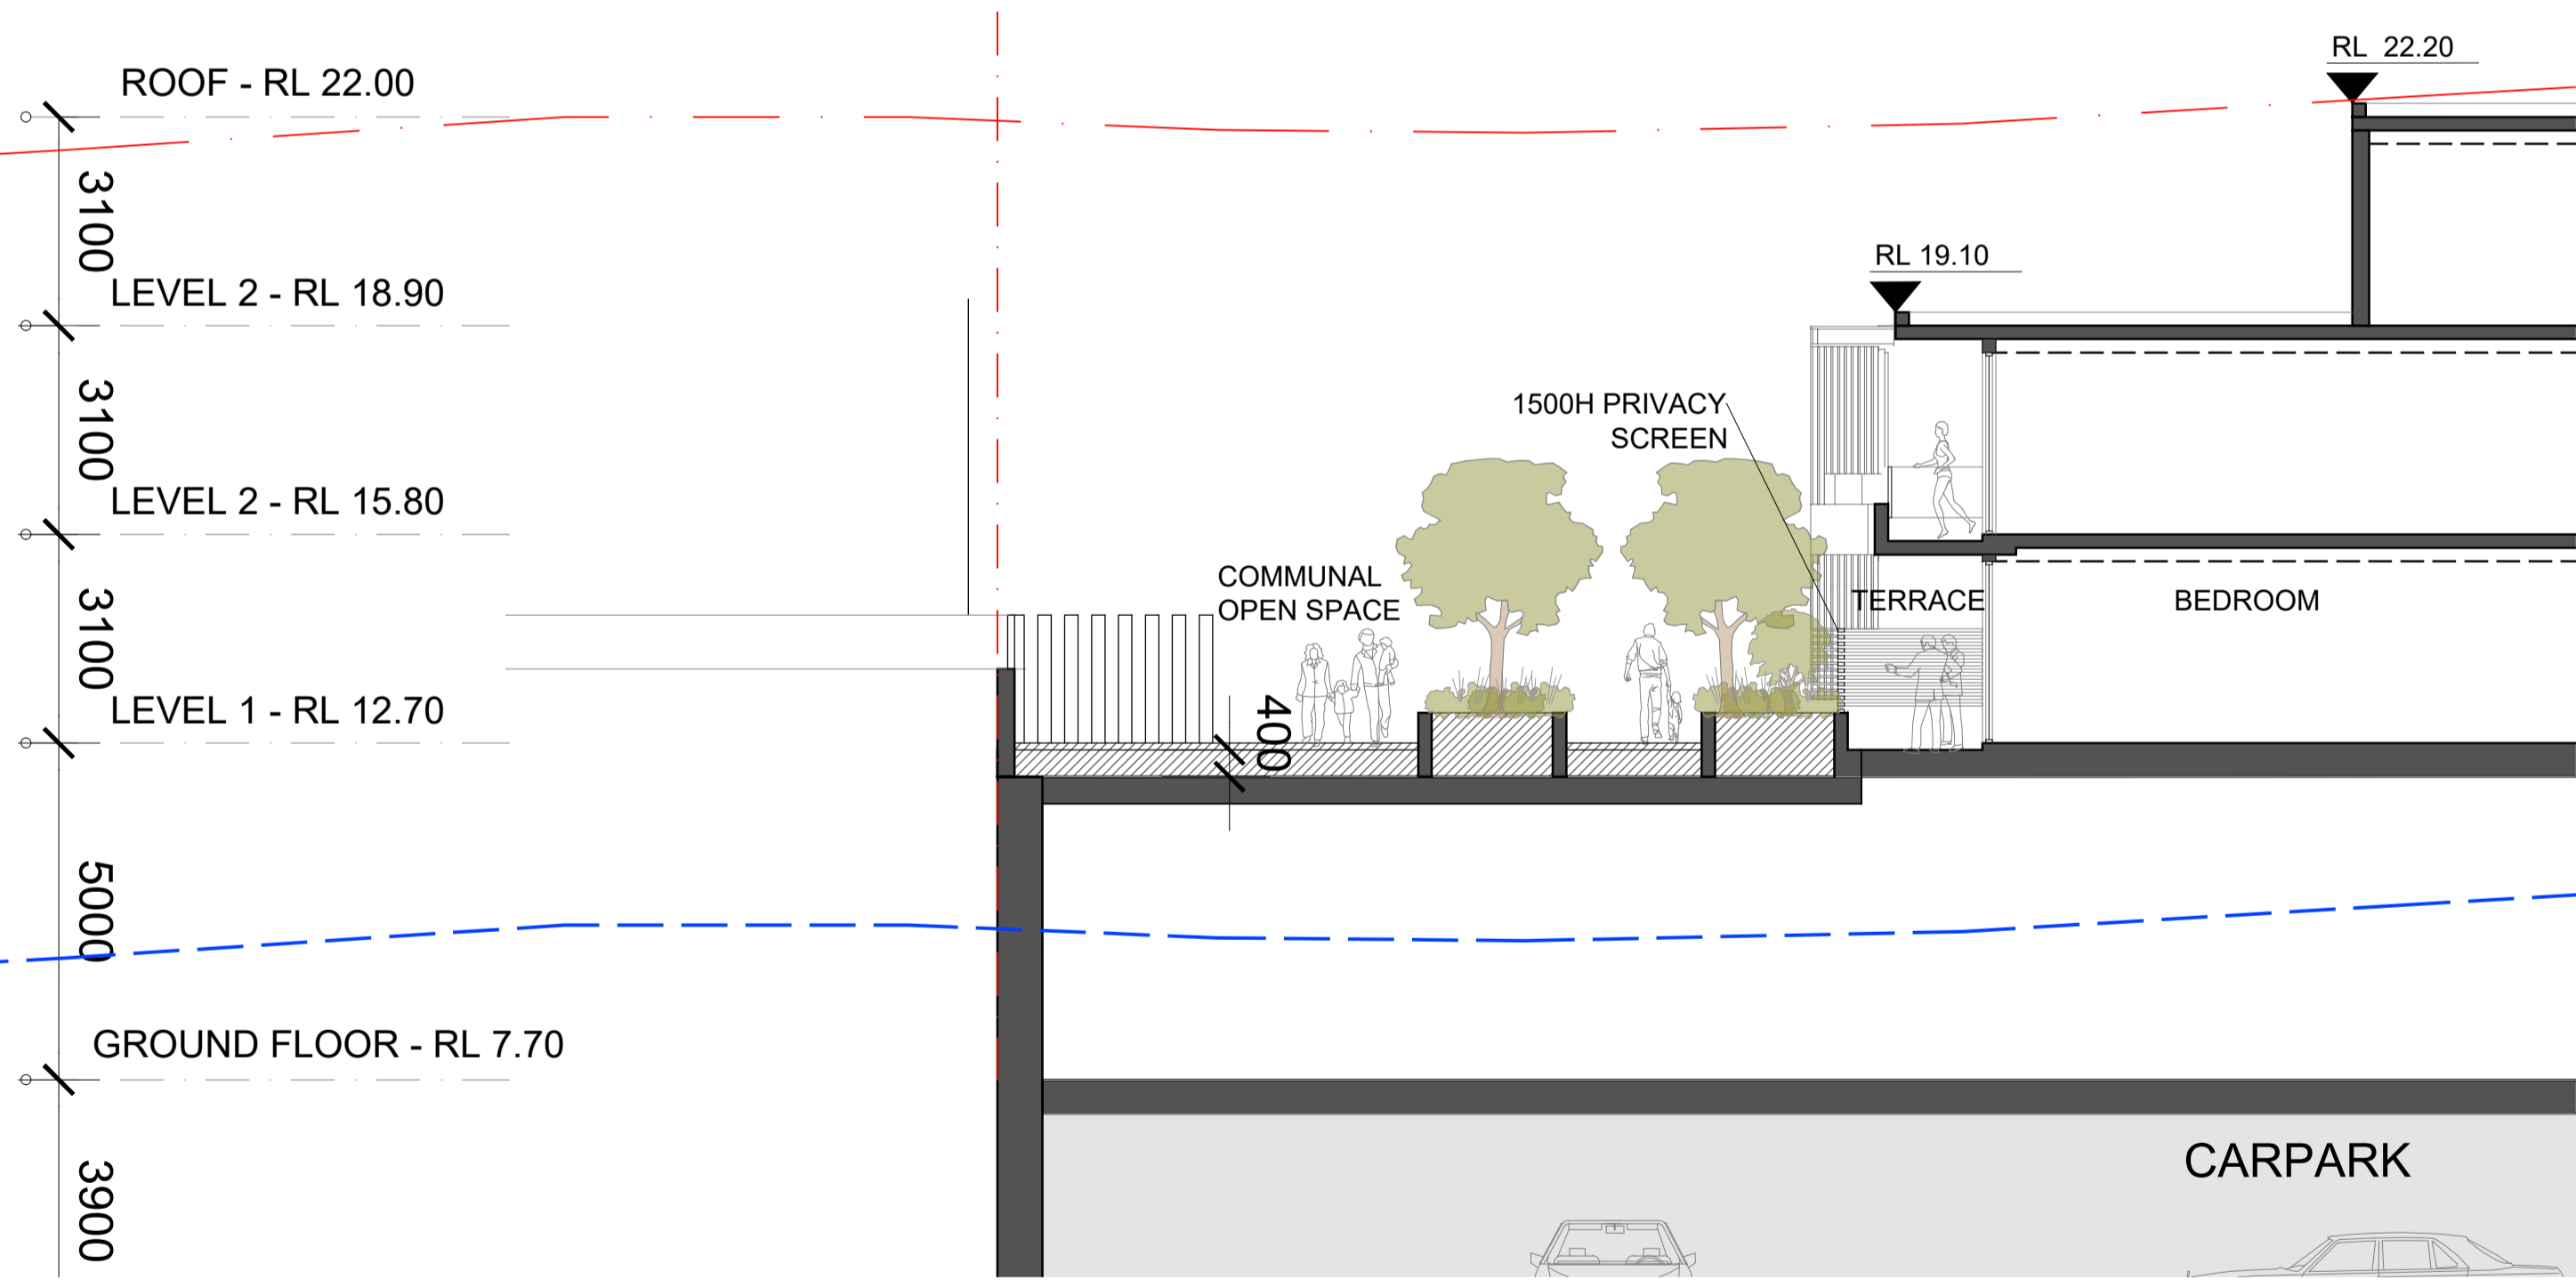 ROOF - RL 22.00
RL 22.20
3100
LEVEL 2 - RL 18.90
RL 19.10
3100
1500H PRIVACY
SCREEN
LEVEL 2 - RL 15.80
COMMUNAL
OPEN SPACE
TERRACE
BEDROOM
3100
LEVEL 1 - RL 12.70
400
5000
GROUND FLOOR - RL 7.70
CARPARK
3900